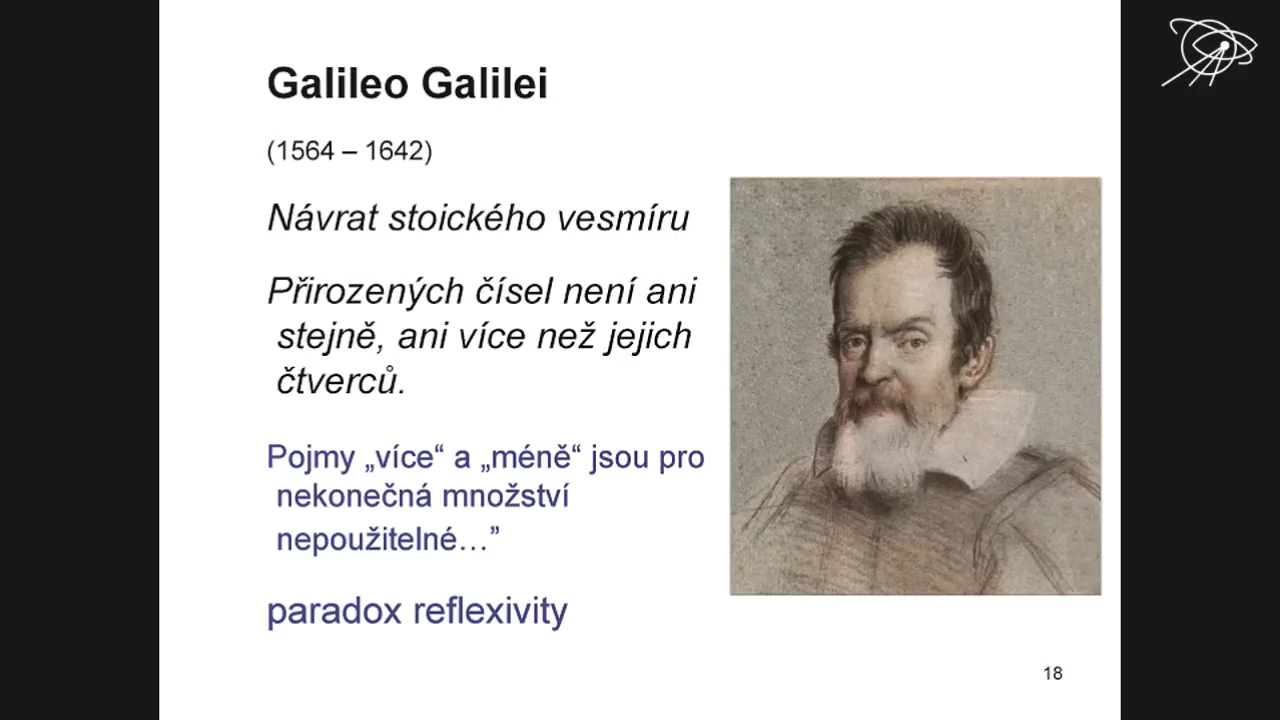 Galileo Galilei
(1564 – 1642)
Návrat stoického vesmíru
Přirozených čísel není ani
stejně, ani více než jejich
čtverců.
Pojmy „více“ a „méně“ jsou pro
nekonečná množství
nepoužitelné…”
paradox reflexivity
18